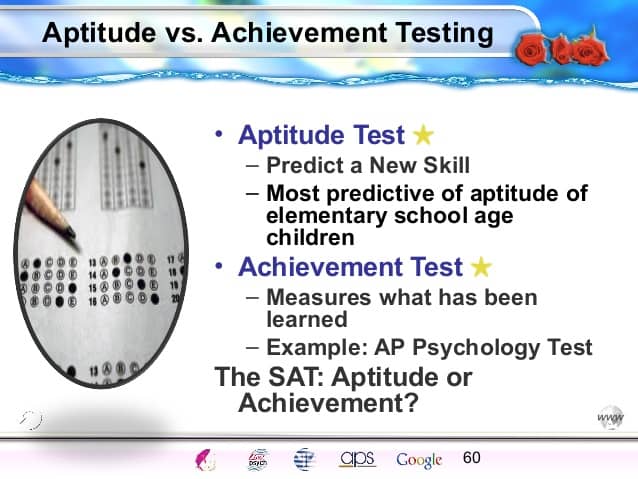 Aptitude vs. Achievement Testing
• Aptitude Test
– Predict a New Skill
– Most predictive of aptitude of
elementary school age
children
• Achievement Test
– Measures what has been
learned
– Example: AP Psychology Test
The SAT: Aptitude or
Achievement?
www
aps
Google
60